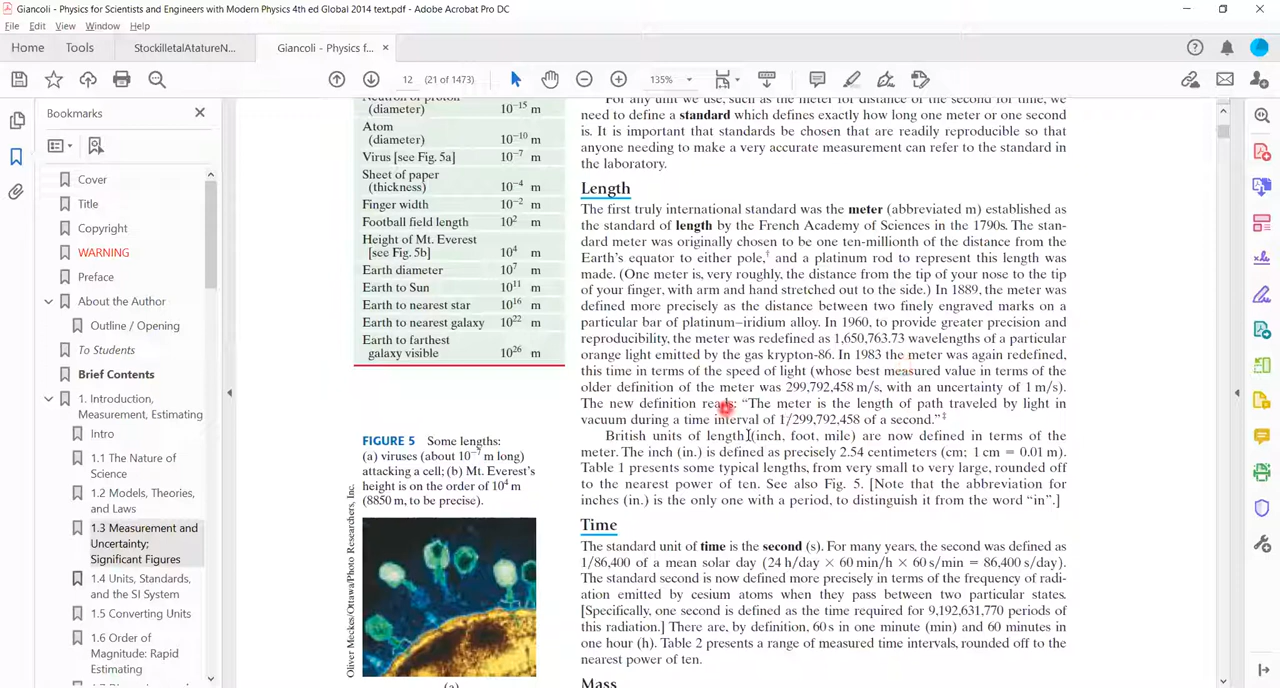 Giancoli - Physics for Scientists and Engineers with Modern Physics 4th ed Global 2014 text.pdf - Adobe Acrobat Pro DC
File Edit View Window Help
Home Tools StockilletalAtatureN... Giancoli - Physics f... ×
12 (21 of 1473) 135%
Bookmarks
Cover
Title
Copyright
WARNING
Preface
About the Author
Outline / Opening
To Students
Brief Contents
1. Introduction,
Measurement, Estimating
Intro
1.1 The Nature of
Science
1.2 Models, Theories,
and Laws
1.3 Measurement and
Uncertainty;
Significant Figures
1.4 Units, Standards,
and the SI System
1.5 Converting Units
1.6 Order of
Magnitude: Rapid
Estimating
Neutron or proton
(diameter) 10⁻¹⁵ m
Atom
(diameter) 10⁻¹⁰ m
Virus [see Fig. 5a] 10⁻⁷ m
Sheet of paper
(thickness) 10⁻⁴ m
Finger width 10⁻² m
Football field length 10² m
Height of Mt. Everest
[see Fig. 5b] 10⁴ m
Earth diameter 10⁷ m
Earth to Sun 10¹¹ m
Earth to nearest star 10¹⁶ m
Earth to nearest galaxy 10²² m
Earth to farthest
galaxy visible 10²⁶ m
FIGURE 5 Some lengths:
(a) viruses (about 10⁻⁷ m long)
attacking a cell; (b) Mt. Everest's
height is on the order of 10⁴ m
(8850 m, to be precise).
Oliver Meckes/Ottawa/Photo Researchers, Inc.
(a)
For any unit we use, such as the meter for distance or the second for time, we
need to define a standard which defines exactly how long one meter or one second
is. It is important that standards be chosen that are readily reproducible so that
anyone needing to make a very accurate measurement can refer to the standard in
the laboratory.
Length
The first truly international standard was the meter (abbreviated m) established as
the standard of length by the French Academy of Sciences in the 1790s. The stan-
dard meter was originally chosen to be one ten-millionth of the distance from the
Earth's equator to either pole,† and a platinum rod to represent this length was
made. (One meter is, very roughly, the distance from the tip of your nose to the tip
of your finger, with arm and hand stretched out to the side.) In 1889, the meter was
defined more precisely as the distance between two finely engraved marks on a
particular bar of platinum–iridium alloy. In 1960, to provide greater precision and
reproducibility, the meter was redefined as 1,650,763.73 wavelengths of a particular
orange light emitted by the gas krypton-86. In 1983 the meter was again redefined,
this time in terms of the speed of light (whose best measured value in terms of the
older definition of the meter was 299,792,458 m/s, with an uncertainty of 1 m/s).
The new definition reads: "The meter is the length of path traveled by light in
vacuum during a time interval of 1/299,792,458 of a second."‡
British units of length (inch, foot, mile) are now defined in terms of the
meter. The inch (in.) is defined as precisely 2.54 centimeters (cm; 1 cm = 0.01 m).
Table 1 presents some typical lengths, from very small to very large, rounded off
to the nearest power of ten. See also Fig. 5. [Note that the abbreviation for
inches (in.) is the only one with a period, to distinguish it from the word "in".]
Time
The standard unit of time is the second (s). For many years, the second was defined as
1/86,400 of a mean solar day (24 h/day × 60 min/h × 60 s/min = 86,400 s/day).
The standard second is now defined more precisely in terms of the frequency of radi-
ation emitted by cesium atoms when they pass between two particular states.
[Specifically, one second is defined as the time required for 9,192,631,770 periods of
this radiation.] There are, by definition, 60 s in one minute (min) and 60 minutes in
one hour (h). Table 2 presents a range of measured time intervals, rounded off to the
nearest power of ten.
Mass